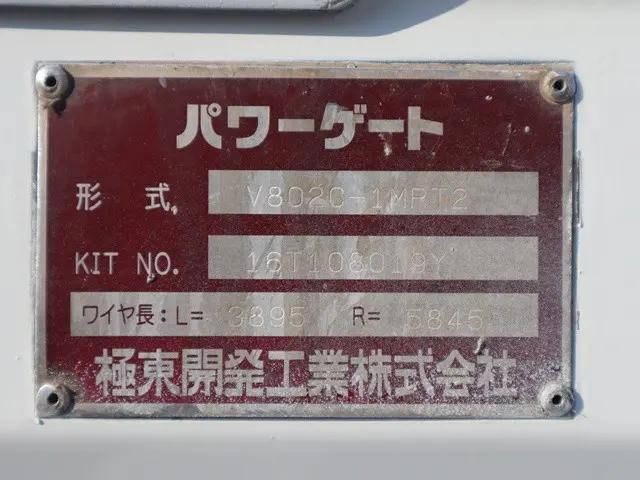 パワーゲート
形式 V802C-1MRT2
KIT NO. 16T108019Y
ワイヤ長:L= 3895 R= 5845
極東開発工業株式会社